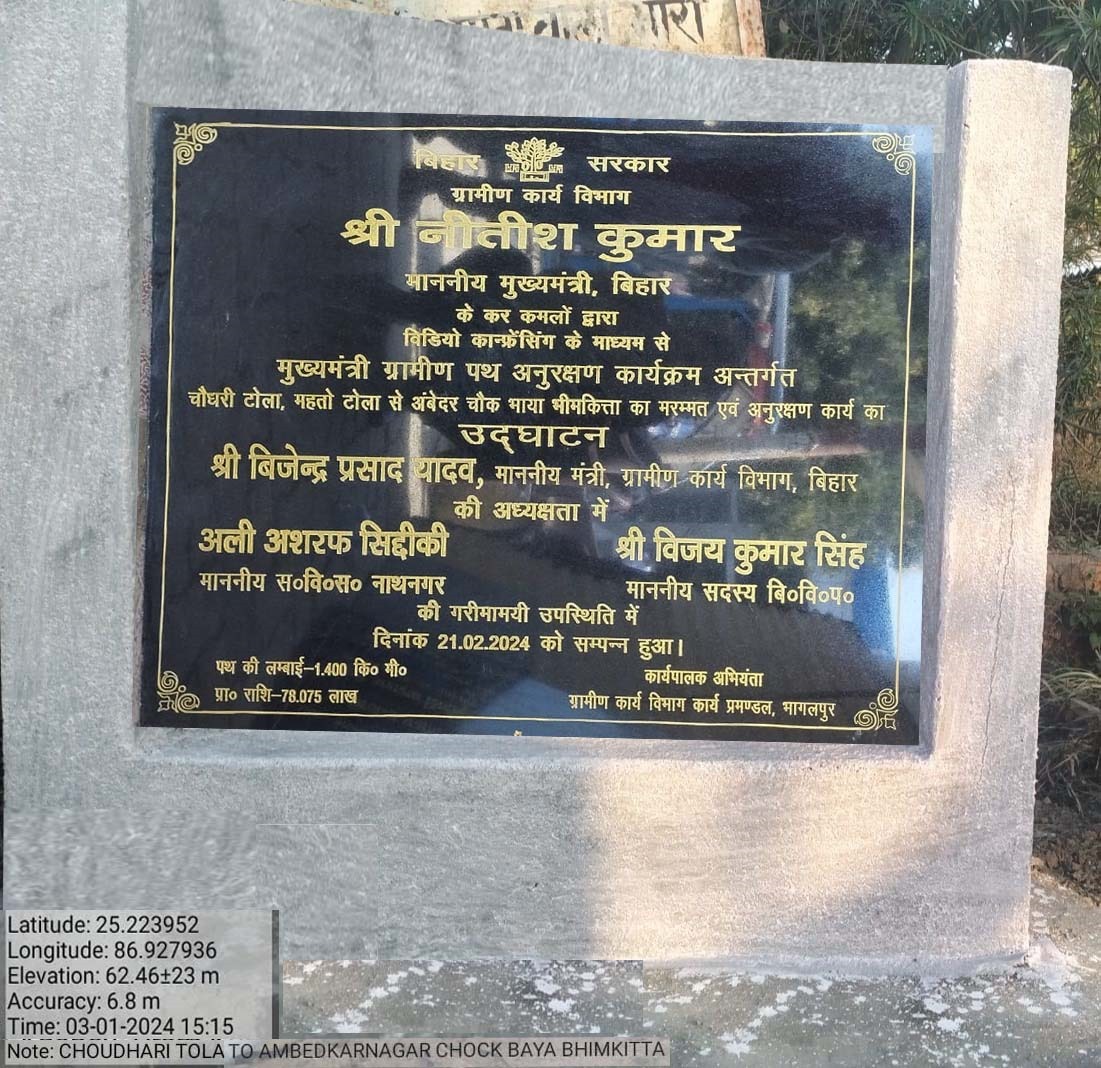 वाला आरा
बिहार सरकार
ग्रामीण कार्य विभाग
श्री नीतीश कुमार
माननीय मुख्यमंत्री, बिहार
के कर कमलों द्वारा
विडियो कान्फ्रेंसिंग के माध्यम से
मुख्यमंत्री ग्रामीण पथ अनुरक्षण कार्यक्रम अन्तर्गत
चौधरी टोला, महतो टोला से अंबेदर चौक भाया भीमकित्ता का मरम्मत एवं अनुरक्षण कार्य का
उद्घाटन
श्री बिजेन्द्र प्रसाद यादव, माननीय मंत्री, ग्रामीण कार्य विभाग, बिहार
की अध्यक्षता में
अली अशरफ सिद्दीकी श्री विजय कुमार सिंह
माननीय स०वि०स० नाथनगर माननीय सदस्य बि०वि०प०
की गरीमामयी उपस्थिति में
दिनांक 21.02.2024 को सम्पन्न हुआ।
पथ की लम्बाई–1.400 कि० मी० कार्यपालक अभियंता
प्रा० राशि–78.075 लाख ग्रामीण कार्य विभाग कार्य प्रमण्डल, भागलपुर
Latitude: 25.223952
Longitude: 86.927936
Elevation: 62.46±23 m
Accuracy: 6.8 m
Time: 03-01-2024 15:15
Note: CHOUDHARI TOLA TO AMBEDKARNAGAR CHOCK BAYA BHIMKITTA